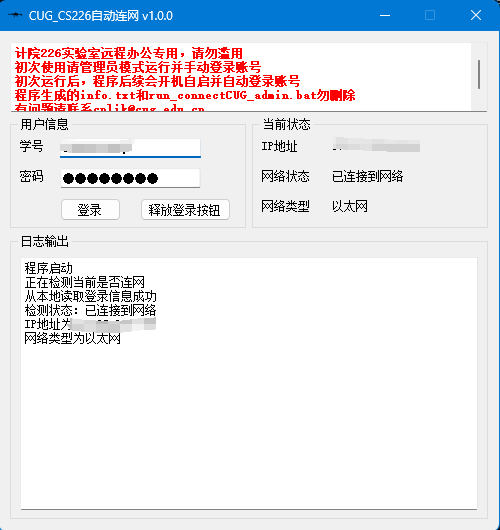 CUG_CS226自动连网 v1.0.0
计院226实验室远程办公专用，请勿滥用
初次使用请管理员模式运行并手动登录账号
初次运行后，程序后续会开机自启并自动登录账号
程序生成的info.txt和run_connectCUG_admin.bat勿删除
有问题请联系
用户信息
学号
密码
●●●●●●●●
登录
释放登录按钮
当前状态
IP地址
网络状态 已连接到网络
网络类型 以太网
日志输出
程序启动
正在检测当前是否连网
从本地读取登录信息成功
检测状态：已连接到网络
IP地址为
网络类型为以太网